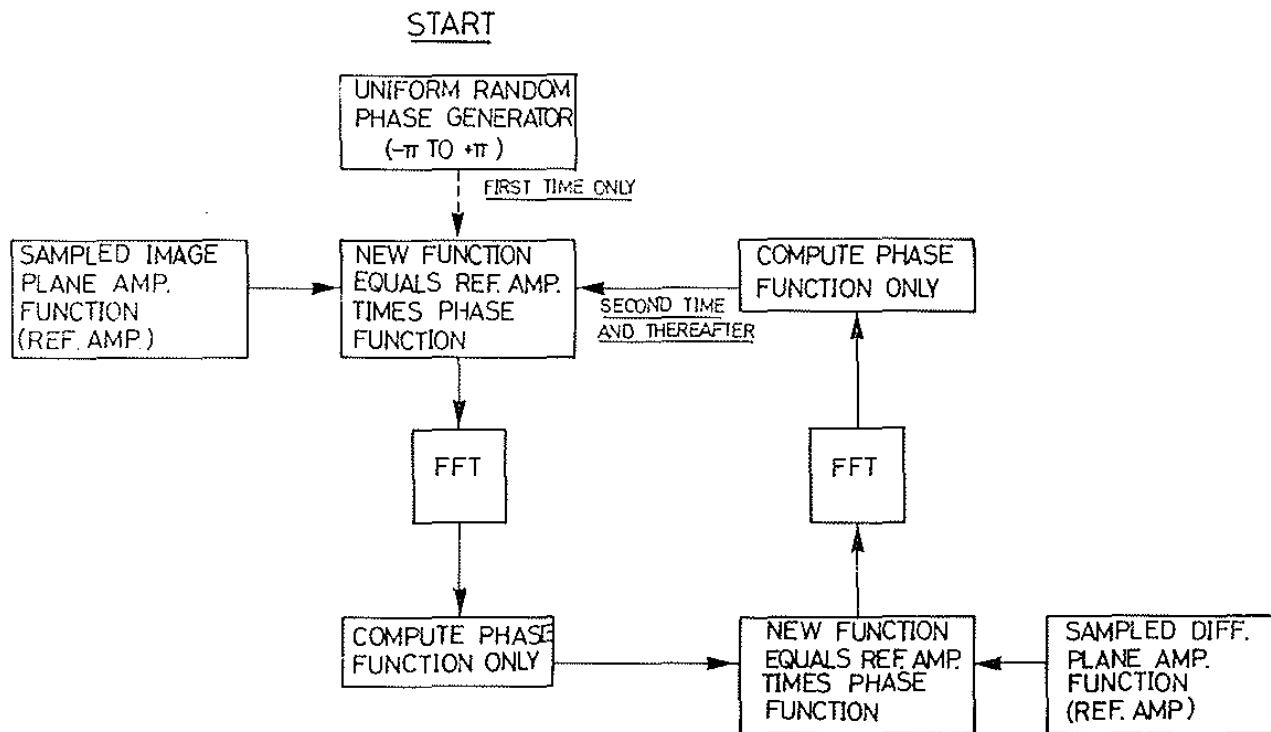 START
UNIFORM RANDOM
PHASE GENERATOR
(-π TO +π)
FIRST TIME ONLY
SAMPLED IMAGE
PLANE AMP.
FUNCTION
(REF. AMP.)
NEW FUNCTION
EQUALS REF. AMP.
TIMES PHASE
FUNCTION
SECOND TIME
AND THEREAFTER
COMPUTE PHASE
FUNCTION ONLY
FFT
FFT
COMPUTE PHASE
FUNCTION ONLY
NEW FUNCTION
EQUALS REF. AMP.
TIMES PHASE
FUNCTION
SAMPLED DIFF.
PLANE AMP.
FUNCTION
(REF. AMP)